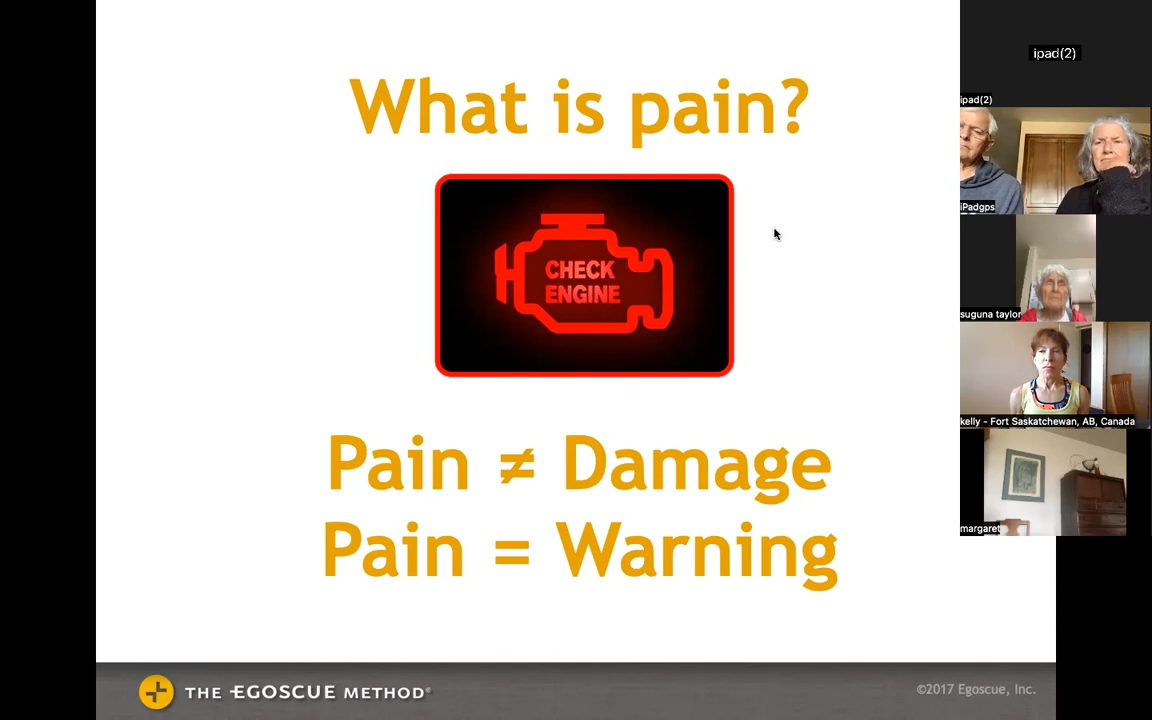 What is pain?
CHECK
ENGINE
Pain ≠ Damage
Pain = Warning
THE EGOSCUE METHOD®
©2017 Egoscue, Inc.
ipad(2)
ipad(2)
iPadgps
suguna taylor
kelly - Fort Saskatchewan, AB, Canada
margaret